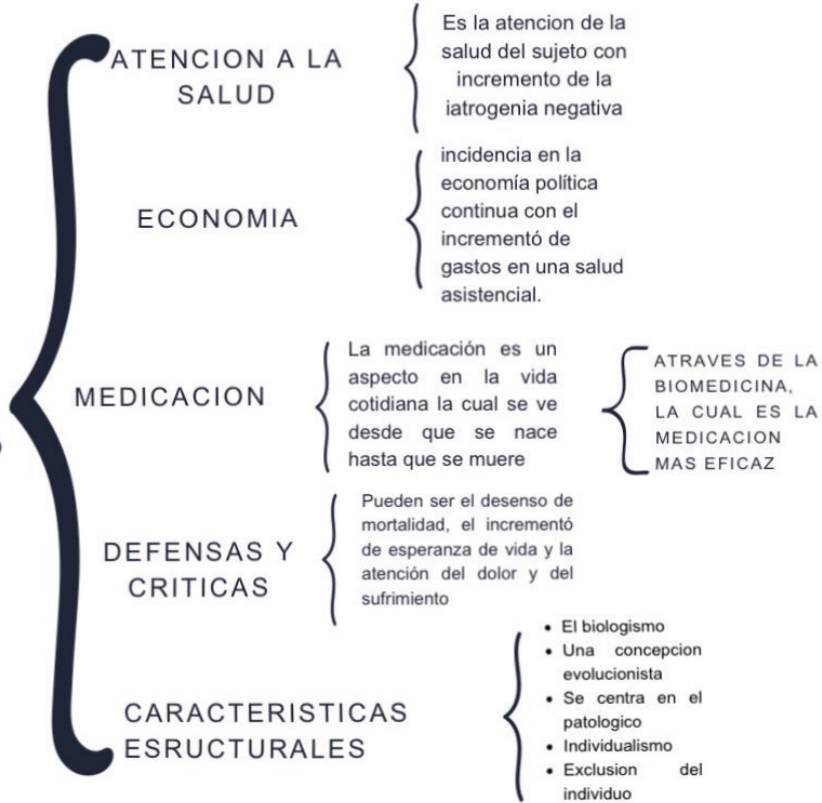 ATENCION A LA
SALUD
Es la atencion de la
salud del sujeto con
incremento de la
iatrogenia negativa
ECONOMIA
incidencia en la
economía política
continua con el
incrementó de
gastos en una salud
asistencial.
MEDICACION
La medicación es un
aspecto en la vida
cotidiana la cual se ve
desde que se nace
hasta que se muere
ATRAVES DE LA
BIOMEDICINA,
LA CUAL ES LA
MEDICACION
MAS EFICAZ
DEFENSAS Y
CRITICAS
Pueden ser el desenso de
mortalidad, el incrementó
de esperanza de vida y la
atención del dolor y del
sufrimiento
CARACTERISTICAS
ESRUCTURALES
• El biologismo
• Una concepcion
evolucionista
• Se centra en el
patologico
• Individualismo
• Exclusion del
individuo